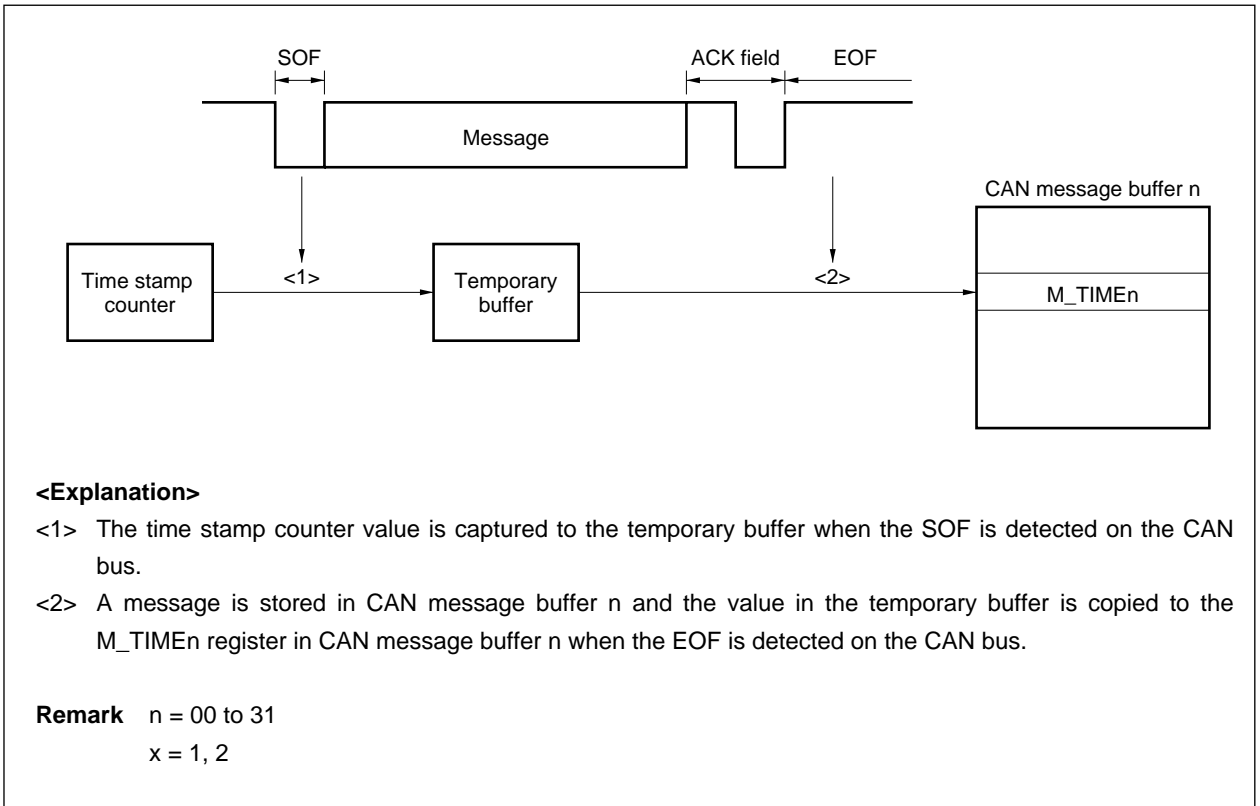 SOF
ACK field
EOF
Message
CAN message buffer n
Time stamp
counter
<1>
Temporary
buffer
<2>
M_TIMEn
<Explanation>
<1> The time stamp counter value is captured to the temporary buffer when the SOF is detected on the CAN
bus.
<2> A message is stored in CAN message buffer n and the value in the temporary buffer is copied to the
M_TIMEn register in CAN message buffer n when the EOF is detected on the CAN bus.
Remark n = 00 to 31
x = 1, 2